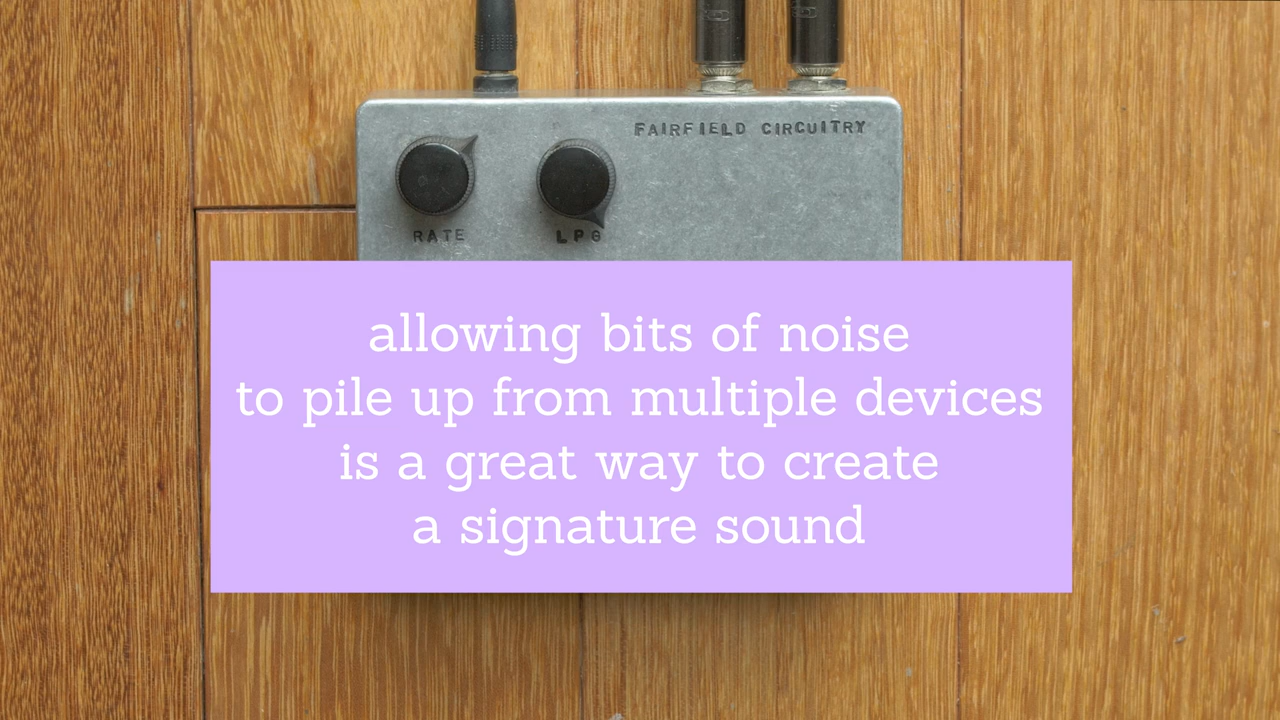 FAIRFIELD CIRCUITRY
RATE
LPG
allowing bits of noise
to pile up from multiple devices
is a great way to create
a signature sound